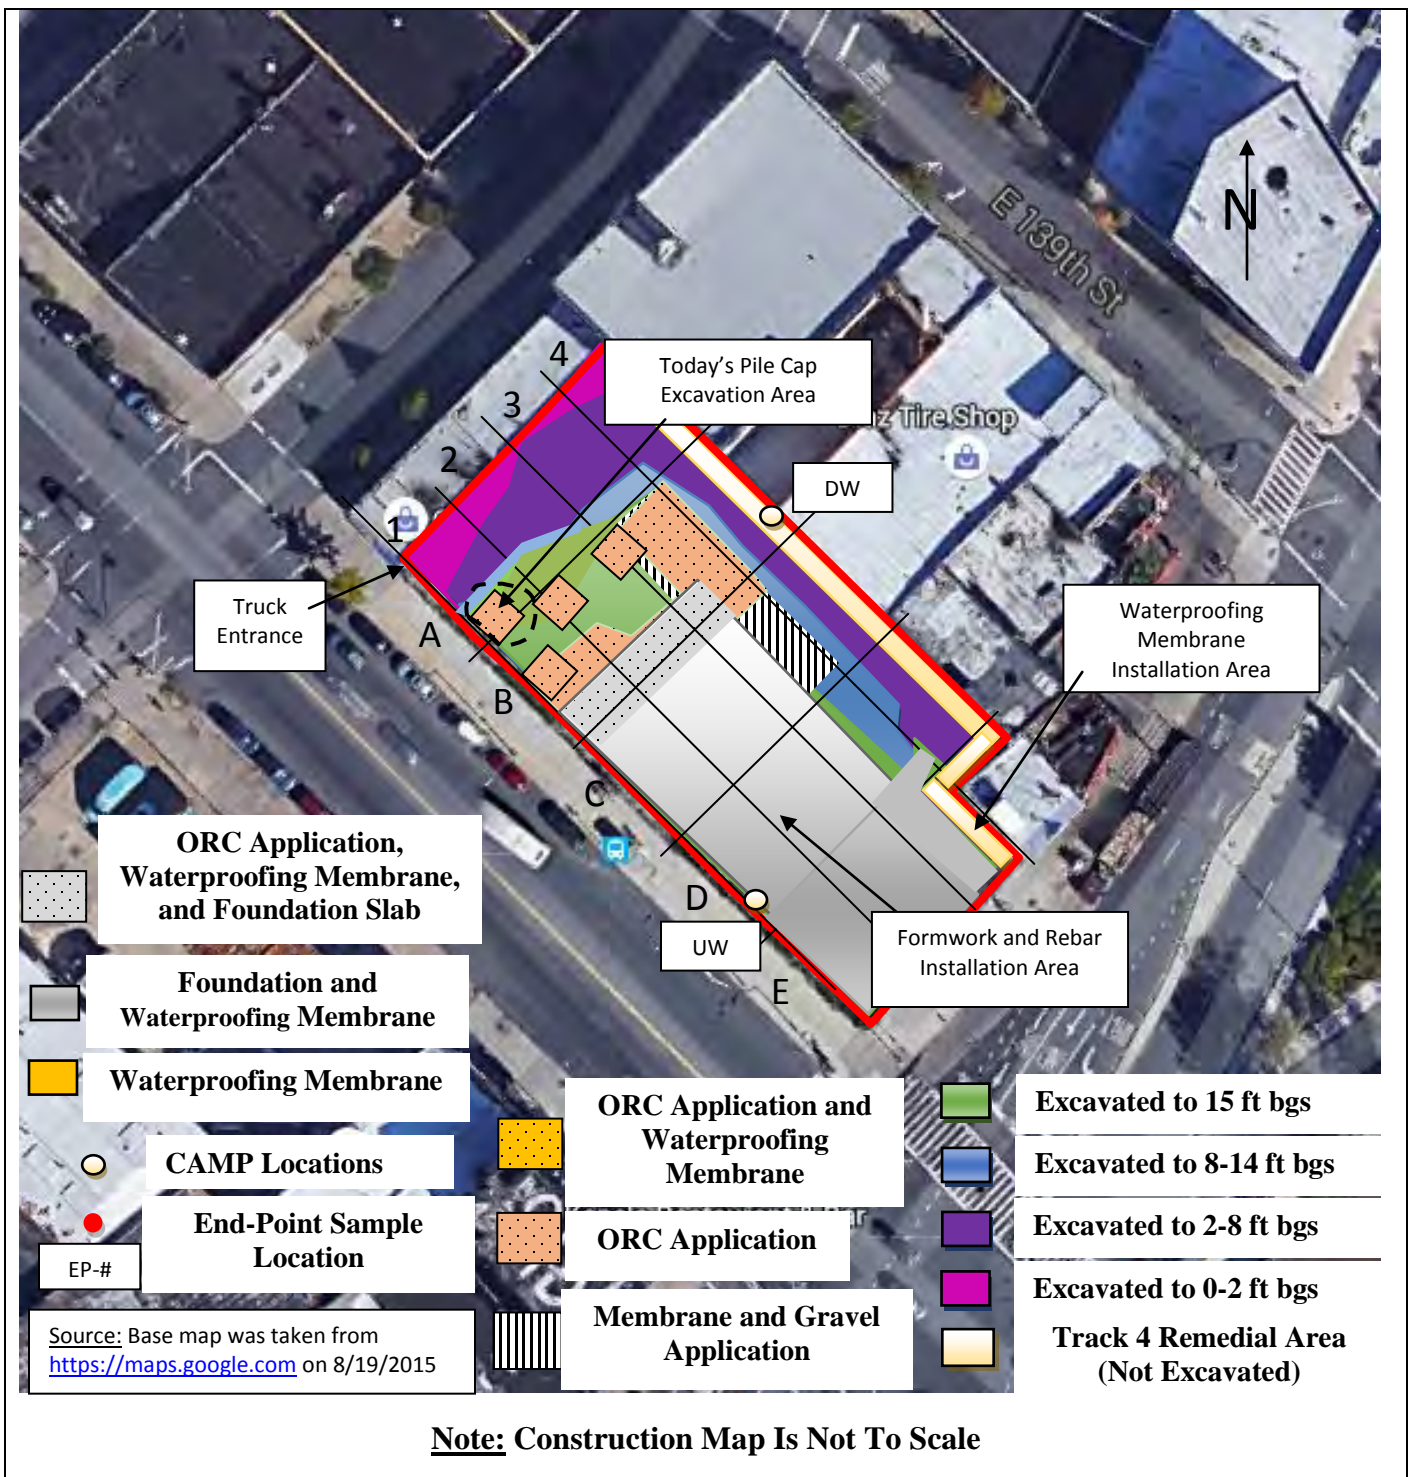 E 139th St
N
4
3
2
1
Today's Pile Cap
Excavation Area
Tire Shop
DW
Truck
Entrance
Waterproofing
Membrane
Installation Area
A
B
C
D
E
UW
Formwork and Rebar
Installation Area
ORC Application,
Waterproofing Membrane,
and Foundation Slab
Foundation and
Waterproofing Membrane
Waterproofing Membrane
CAMP Locations
End-Point Sample
Location
EP-#
Source: Base map was taken from
https://maps.google.com on 8/19/2015
ORC Application and
Waterproofing
Membrane
ORC Application
Membrane and Gravel
Application
Excavated to 15 ft bgs
Excavated to 8-14 ft bgs
Excavated to 2-8 ft bgs
Excavated to 0-2 ft bgs
Track 4 Remedial Area
(Not Excavated)
Note: Construction Map Is Not To Scale